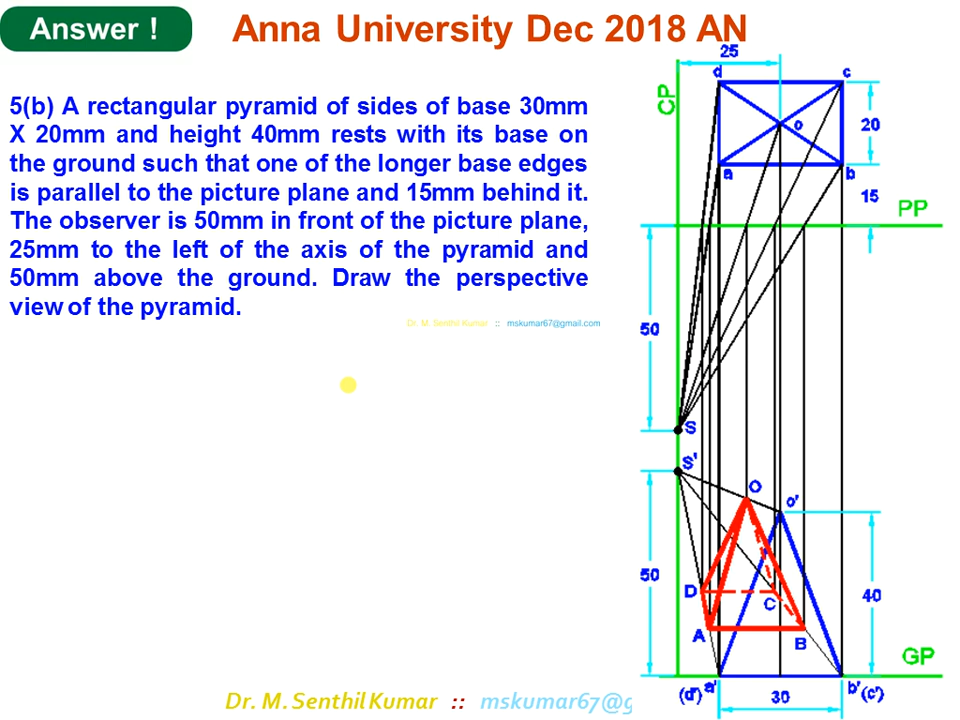 Answer !
Anna University Dec 2018 AN
5(b) A rectangular pyramid of sides of base 30mm
X 20mm and height 40mm rests with its base on
the ground such that one of the longer base edges
is parallel to the picture plane and 15mm behind it.
The observer is 50mm in front of the picture plane,
25mm to the left of the axis of the pyramid and
50mm above the ground. Draw the perspective
view of the pyramid.
Dr. M. Senthil Kumar :: mskumar67@gmail.com
25
d
c
CP
o
20
a
b
15
PP
50
S
S'
O
o'
50
D
C
40
A
B
GP
(d') a'
30
b' (c')
Dr. M. Senthil Kumar :: mskumar67@g